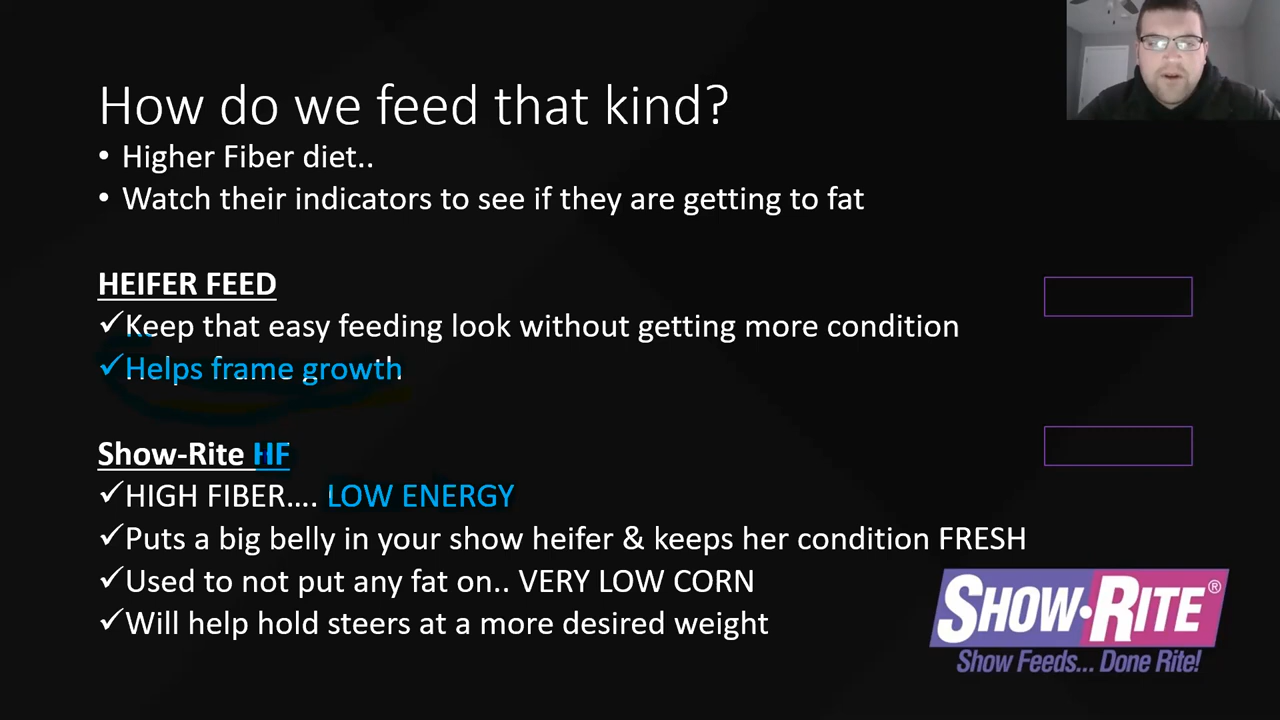 How do we feed that kind?
• Higher Fiber diet..
• Watch their indicators to see if they are getting to fat
HEIFER FEED
✓Keep that easy feeding look without getting more condition
✓Helps frame growth
Show-Rite HF
✓HIGH FIBER.... LOW ENERGY
✓Puts a big belly in your show heifer & keeps her condition FRESH
✓Used to not put any fat on.. VERY LOW CORN
✓Will help hold steers at a more desired weight
SHOW•RITE®
Show Feeds... Done Rite!